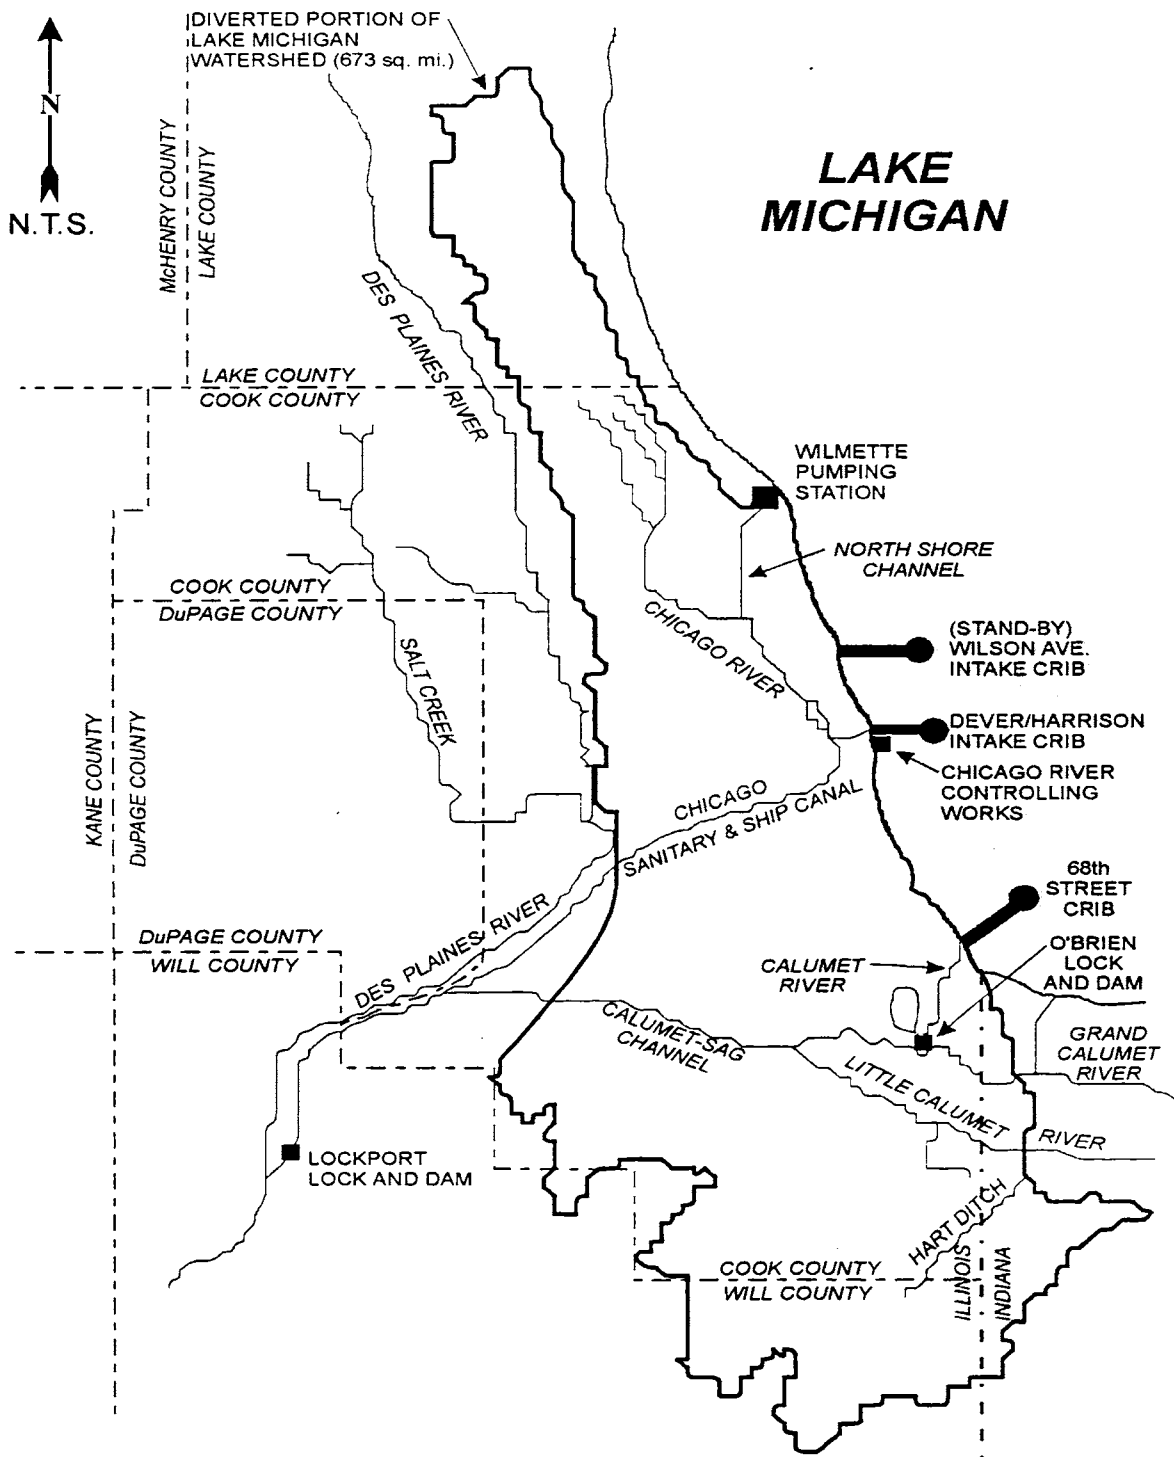 DIVERTED PORTION OF
LAKE MICHIGAN
WATERSHED (673 sq. mi.)
N
N.T.S.
McHENRY COUNTY
LAKE COUNTY
LAKE
MICHIGAN
DES PLAINES RIVER
LAKE COUNTY
COOK COUNTY
WILMETTE
PUMPING
STATION
NORTH SHORE
CHANNEL
COOK COUNTY
DuPAGE COUNTY
CHICAGO RIVER
(STAND-BY)
WILSON AVE.
INTAKE CRIB
SALT CREEK
KANE COUNTY
DuPAGE COUNTY
DEVER/HARRISON
INTAKE CRIB
CHICAGO RIVER
CONTROLLING
WORKS
CHICAGO
SANITARY & SHIP CANAL
68th
STREET
CRIB
DES PLAINES RIVER
DuPAGE COUNTY
WILL COUNTY
O'BRIEN
LOCK
AND DAM
CALUMET
RIVER
CALUMET-SAG
CHANNEL
GRAND
CALUMET
RIVER
LITTLE CALUMET RIVER
LOCKPORT
LOCK AND DAM
HART DITCH
COOK COUNTY
WILL COUNTY
ILLINOIS
INDIANA